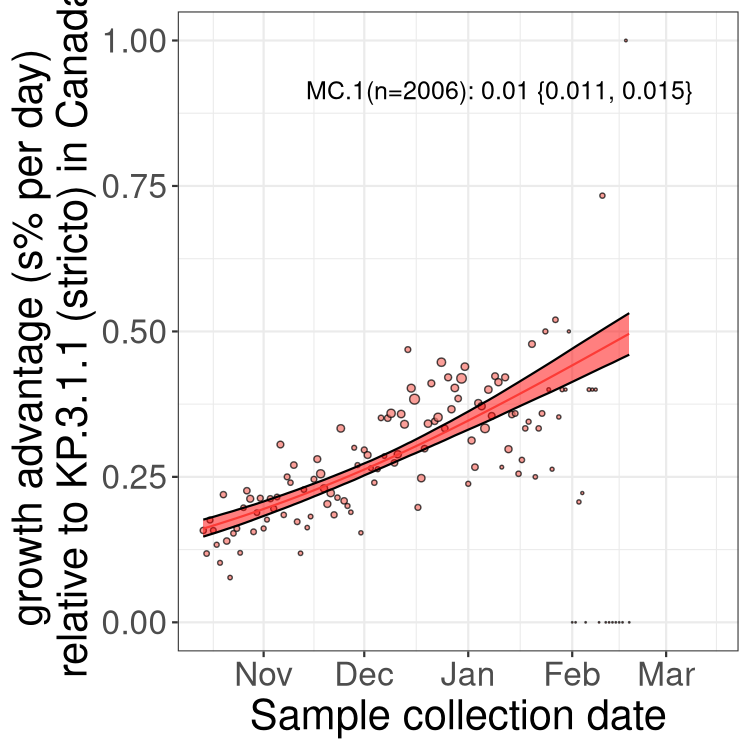 growth advantage (s% per day)
relative to KP.3.1.1 (stricto) in Canada
1.00
0.75
0.50
0.25
0.00
MC.1(n=2006): 0.01 {0.011, 0.015}
Nov Dec Jan Feb Mar
Sample collection date